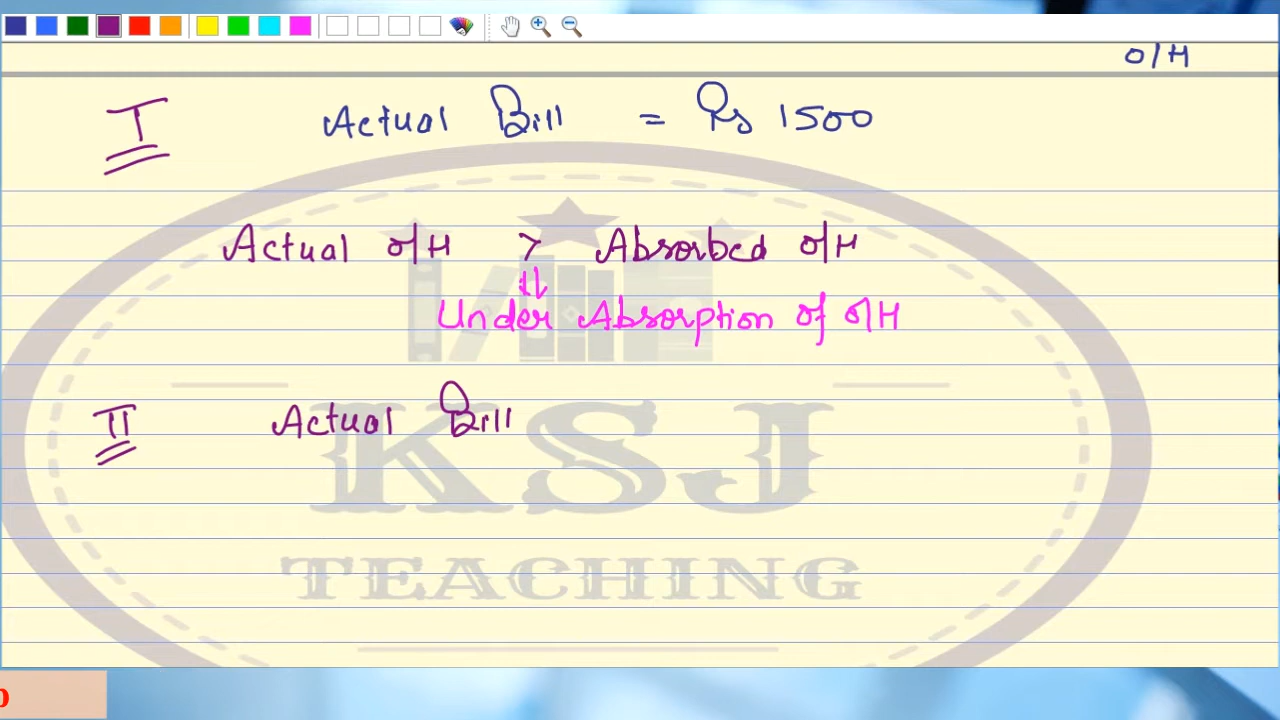 O/H
I Actual Bill = Rs 1500
Actual O/H > Absorbed O/H
Under Absorption of O/H
II Actual Bill
KSJ
TEACHING